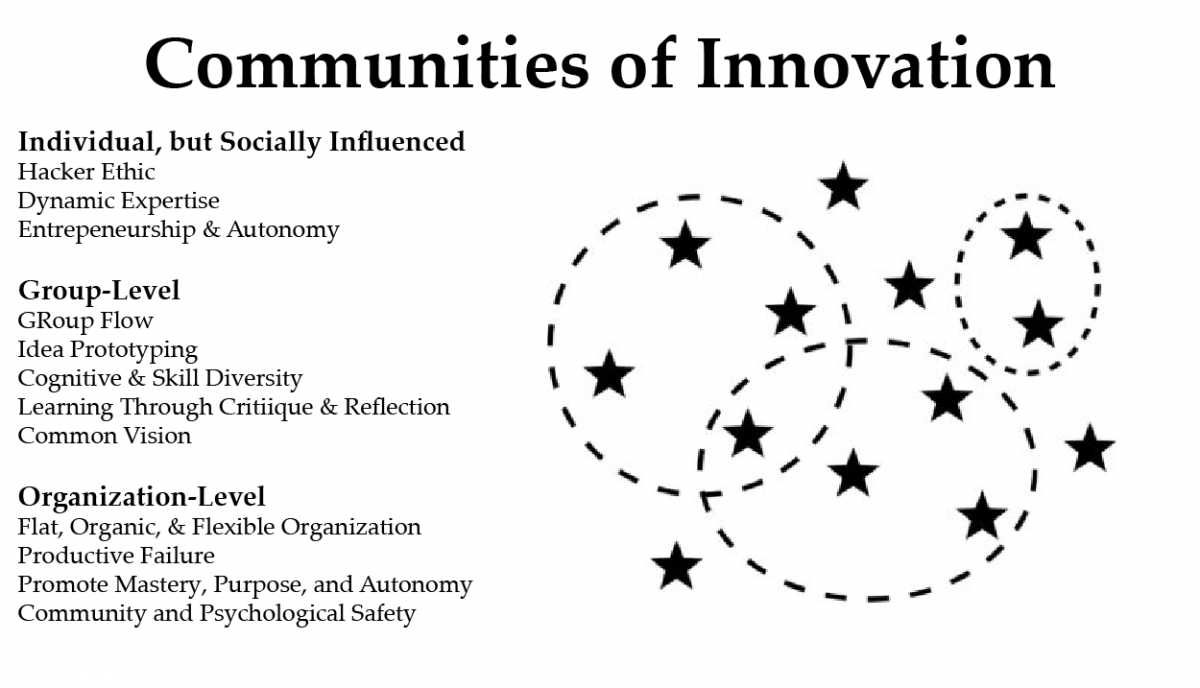 Communities of Innovation
Individual, but Socially Influenced
Hacker Ethic
Dynamic Expertise
Entrepeneurship & Autonomy
Group-Level
GRoup Flow
Idea Prototyping
Cognitive & Skill Diversity
Learning Through Critiique & Reflection
Common Vision
Organization-Level
Flat, Organic, & Flexible Organization
Productive Failure
Promote Mastery, Purpose, and Autonomy
Community and Psychological Safety